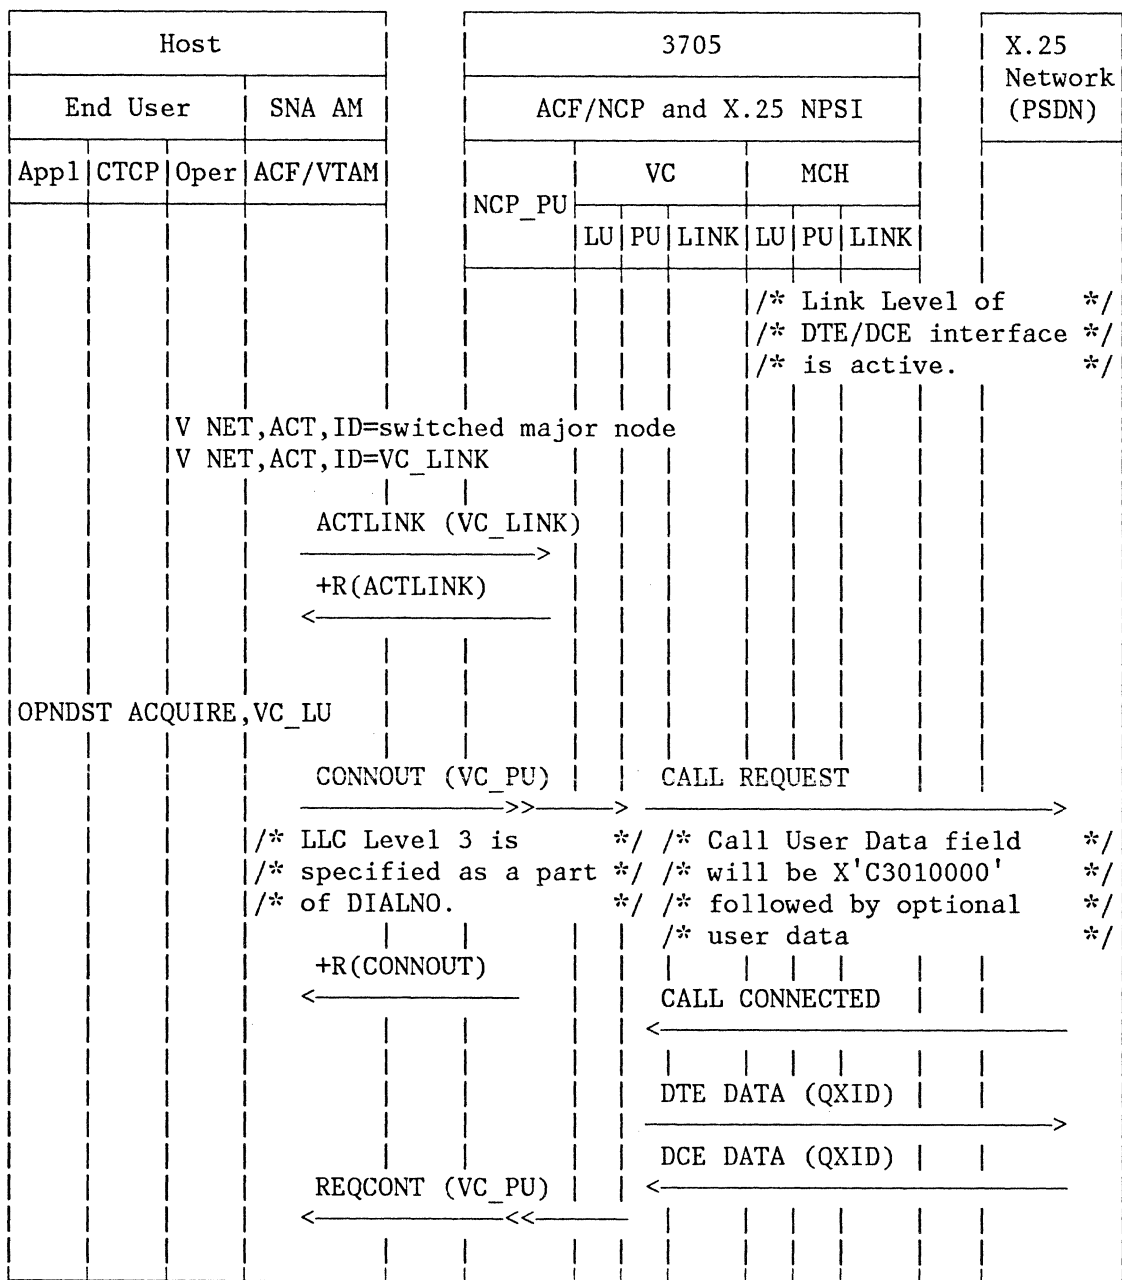 Host
3705
X.25
Network
(PSDN)
End User
SNA AM
ACF/NCP and X.25 NPSI
Appl CTCP Oper ACF/VTAM
NCP_PU
VC
MCH
LU PU LINK LU PU LINK
/* Link Level of */
/* DTE/DCE interface */
/* is active. */
V NET,ACT,ID=switched major node
V NET,ACT,ID=VC_LINK
ACTLINK (VC_LINK)
+R(ACTLINK)
OPNDST ACQUIRE,VC_LU
CONNOUT (VC_PU)
CALL REQUEST
/* LLC Level 3 is */
/* specified as a part */
/* of DIALNO. */
/* Call User Data field */
/* will be X'C3010000' */
/* followed by optional */
/* user data */
+R(CONNOUT)
CALL CONNECTED
DTE DATA (QXID)
DCE DATA (QXID)
REQCONT (VC_PU)